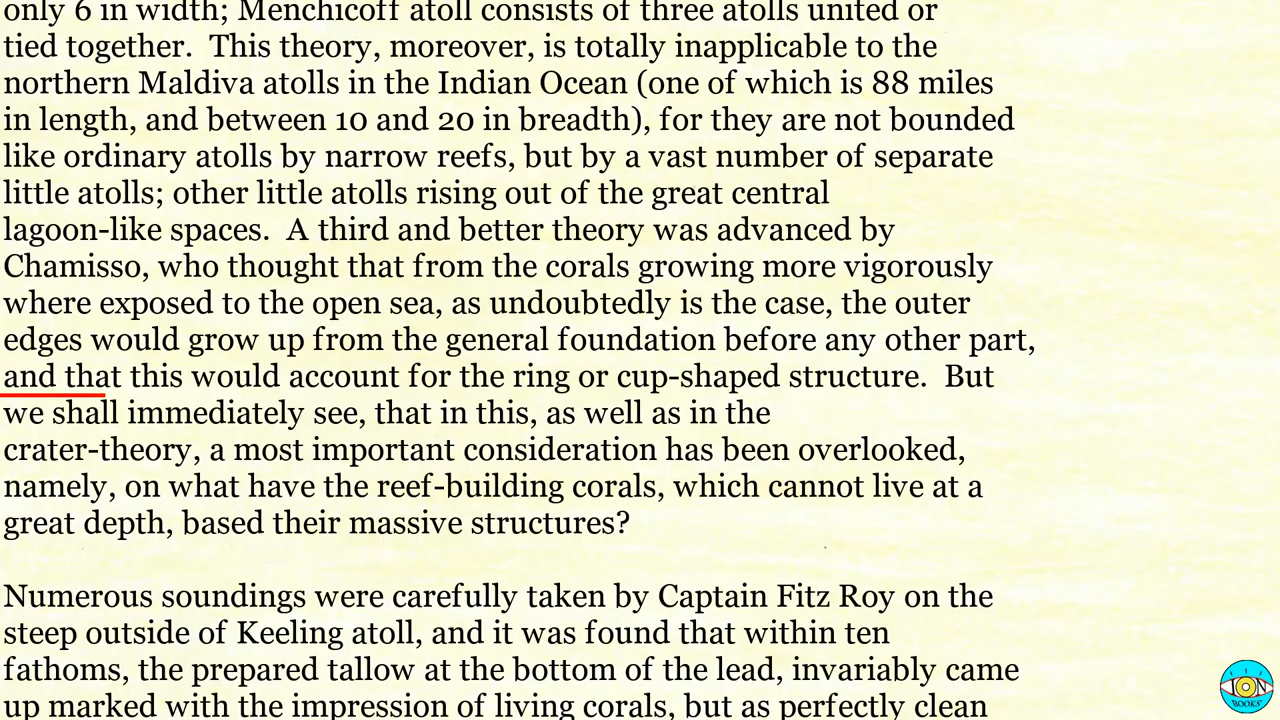 only 6 in width; Menchicoff atoll consists of three atolls united or
tied together.  This theory, moreover, is totally inapplicable to the
northern Maldiva atolls in the Indian Ocean (one of which is 88 miles
in length, and between 10 and 20 in breadth), for they are not bounded
like ordinary atolls by narrow reefs, but by a vast number of separate
little atolls; other little atolls rising out of the great central
lagoon-like spaces.  A third and better theory was advanced by
Chamisso, who thought that from the corals growing more vigorously
where exposed to the open sea, as undoubtedly is the case, the outer
edges would grow up from the general foundation before any other part,
and that this would account for the ring or cup-shaped structure.  But
we shall immediately see, that in this, as well as in the
crater-theory, a most important consideration has been overlooked,
namely, on what have the reef-building corals, which cannot live at a
great depth, based their massive structures?

Numerous soundings were carefully taken by Captain Fitz Roy on the
steep outside of Keeling atoll, and it was found that within ten
fathoms, the prepared tallow at the bottom of the lead, invariably came
up marked with the impression of living corals, but as perfectly clean
ION
BOOKS